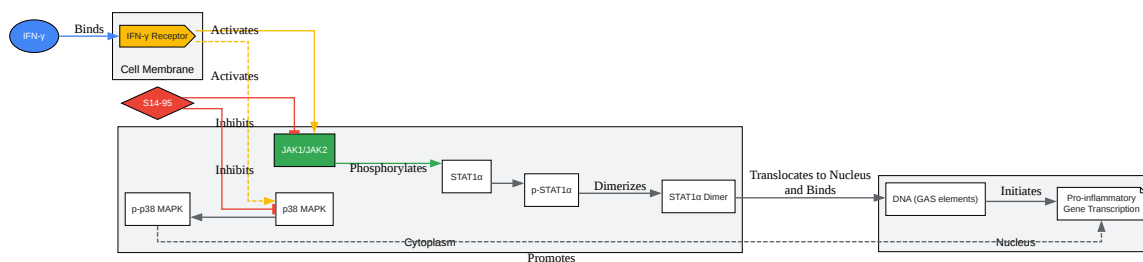 IFN-γ
Binds
IFN-γ Receptor
Cell Membrane
Activates
Activates
S14-95
Inhibits
Inhibits
JAK1/JAK2
Phosphorylates
STAT1α
p-STAT1α
Dimerizes
STAT1α Dimer
p-p38 MAPK
p38 MAPK
Cytoplasm
Promotes
Translocates to Nucleus
and Binds
DNA (GAS elements)
Initiates
Pro-inflammatory
Gene Transcription
Nucleus